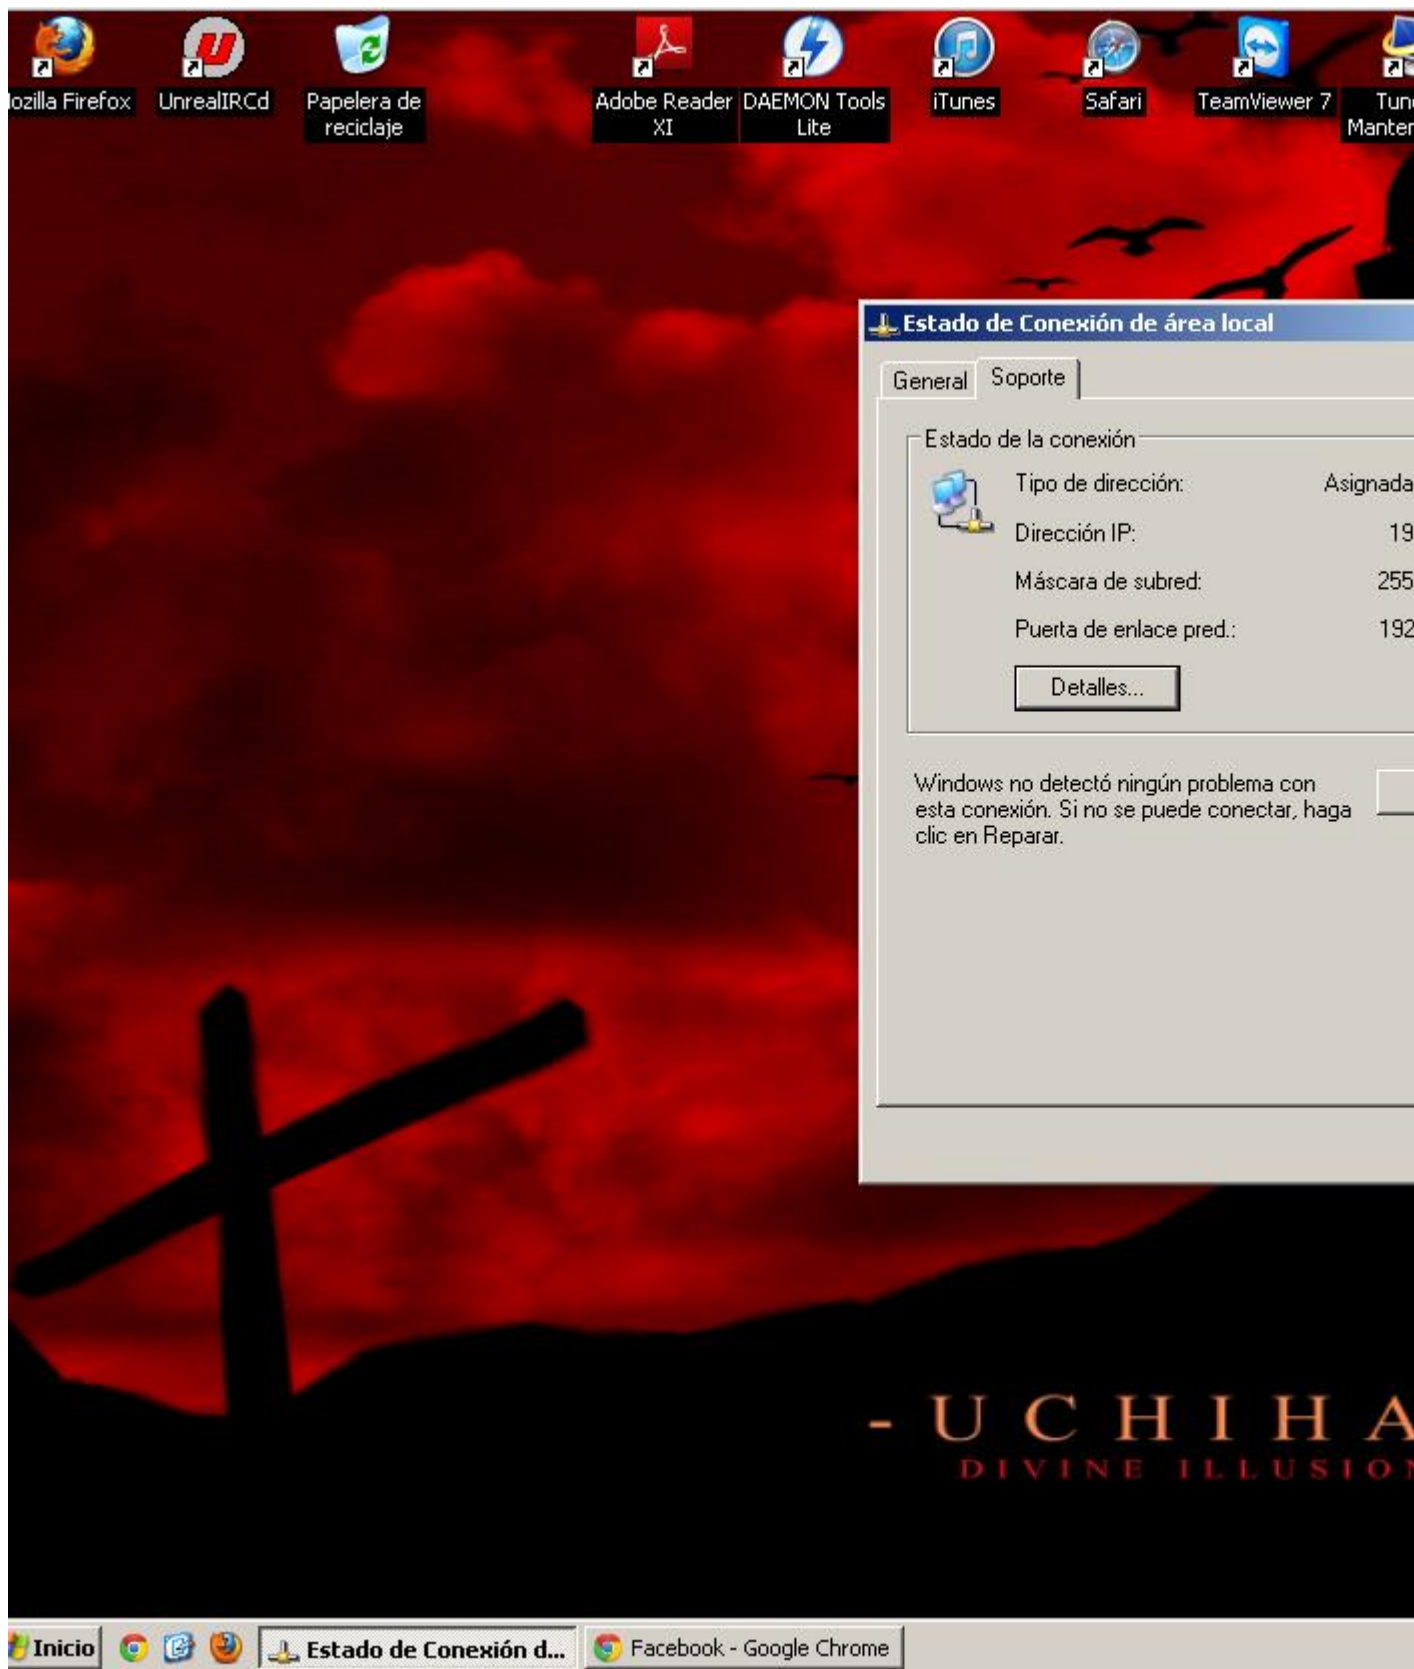 ozilla Firefox
UnrealIRCd
Papelera de
reciclaje
Adobe Reader
XI
DAEMON Tools
Lite
iTunes
Safari
TeamViewer 7
Tune
Manten
Estado de Conexión de área local
General
Soporte
Estado de la conexión
Tipo de dirección: Asignada
Dirección IP: 19
Máscara de subred: 255
Puerta de enlace pred.: 192
Detalles...
Windows no detectó ningún problema con
esta conexión. Si no se puede conectar, haga
clic en Reparar.
- UCHIHA
DIVINE ILLUSION
Inicio
Estado de Conexión d...
Facebook - Google Chrome